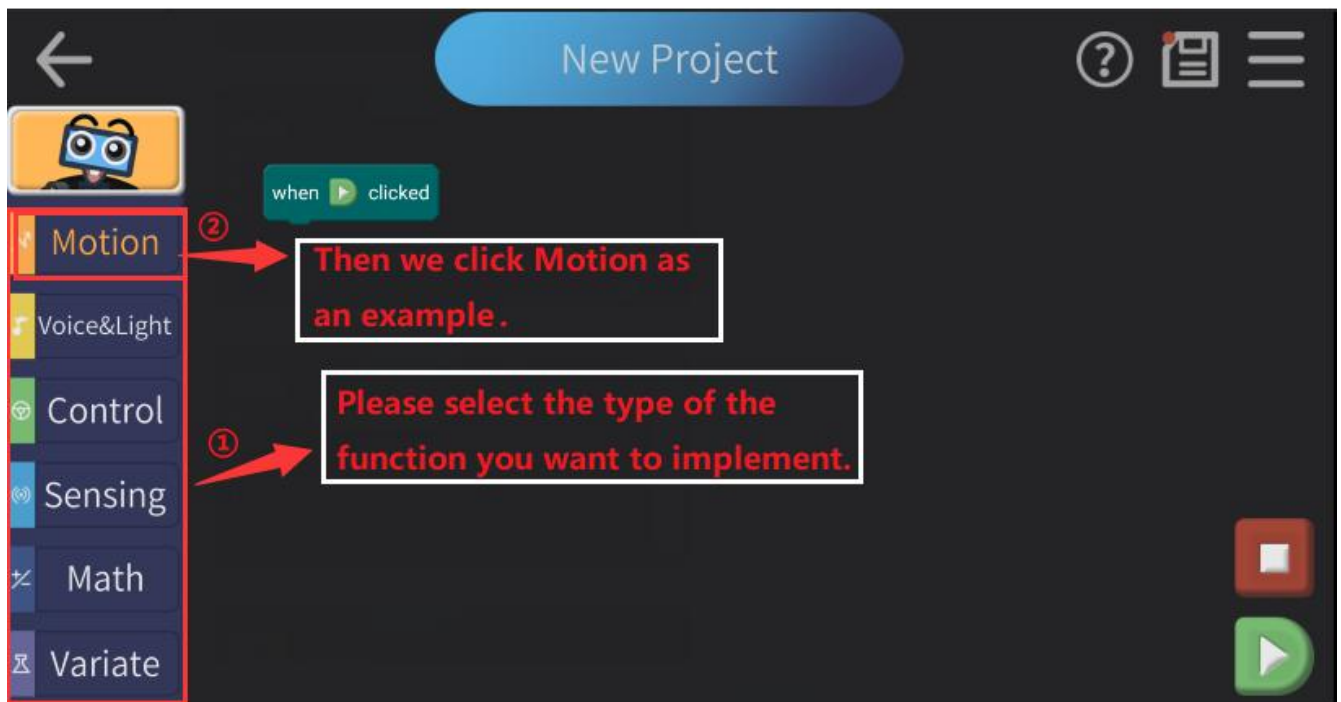 New Project
when clicked
Motion
②
Then we click Motion as
an example.
Voice&Light
Control
Please select the type of the
①
function you want to implement.
Sensing
Math
Variate